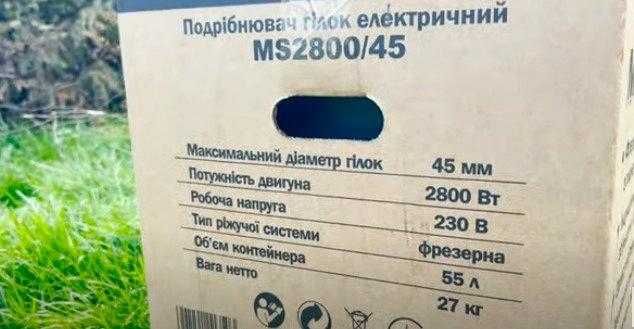 Подрібнювач гілок електричний
MS2800/45
Максимальний діаметр гілок 45 мм
Потужність двигуна 2800 Вт
Робоча напруга 230 В
Тип ріжучої системи фрезерна
Об'єм контейнера 55 л
Вага нетто 27 кг